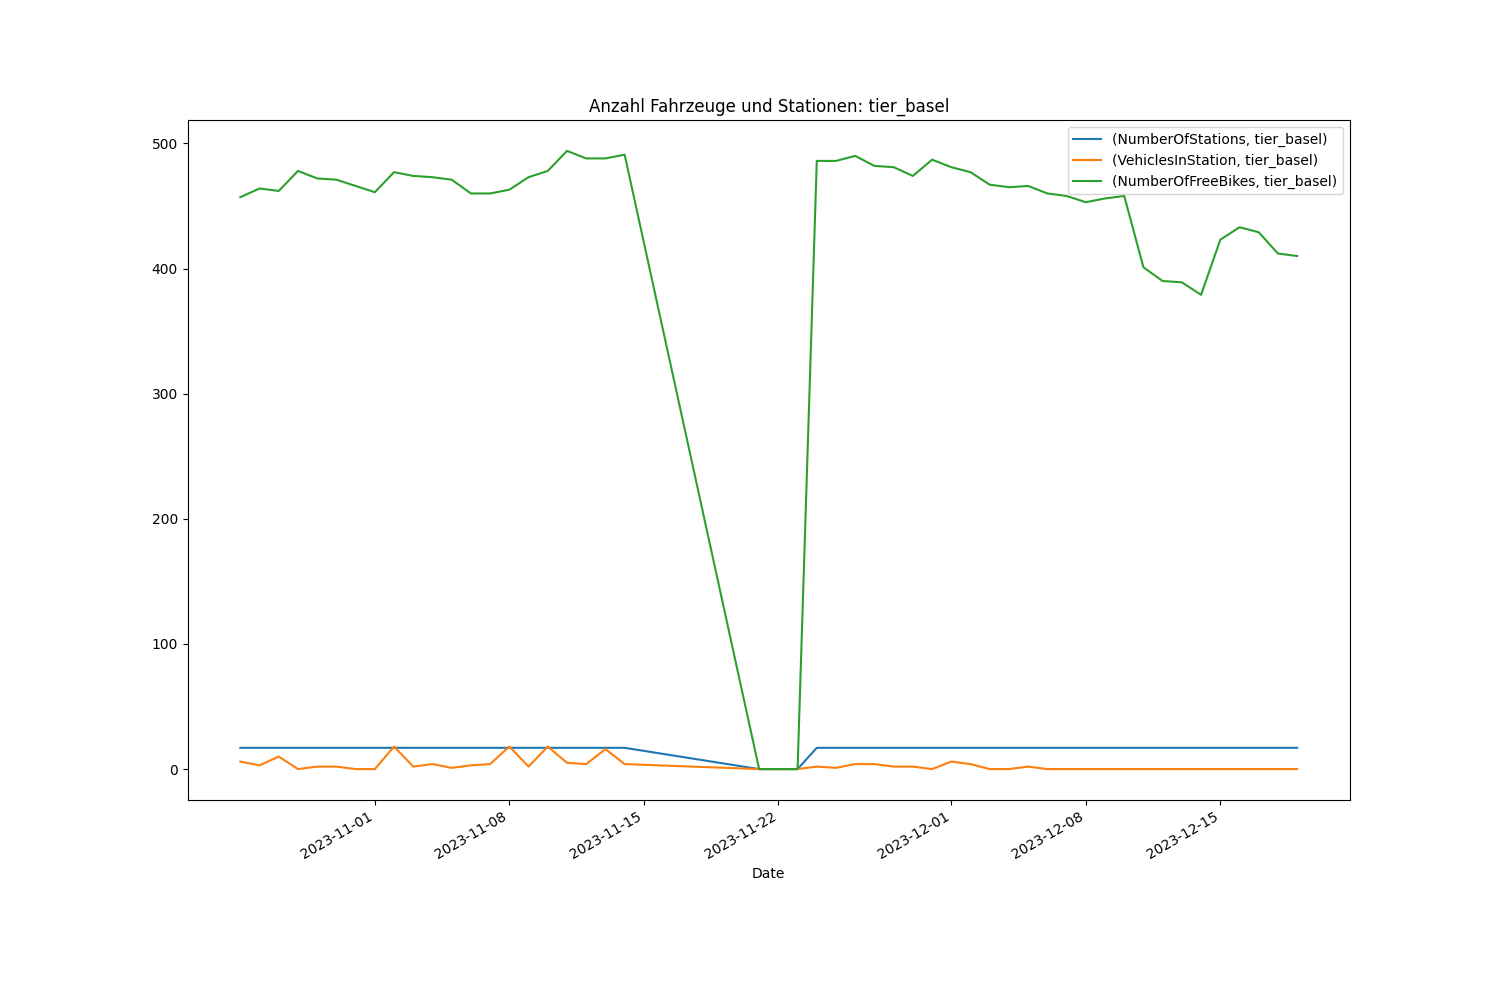 Anzahl Fahrzeuge und Stationen: tier_basel
(NumberOfStations, tier_basel)
(VehiclesInStation, tier_basel)
(NumberOfFreeBikes, tier_basel)
500
400
300
200
100
0
2023-11-01
2023-11-08
2023-11-15
2023-11-22
2023-12-01
2023-12-08
2023-12-15
Date